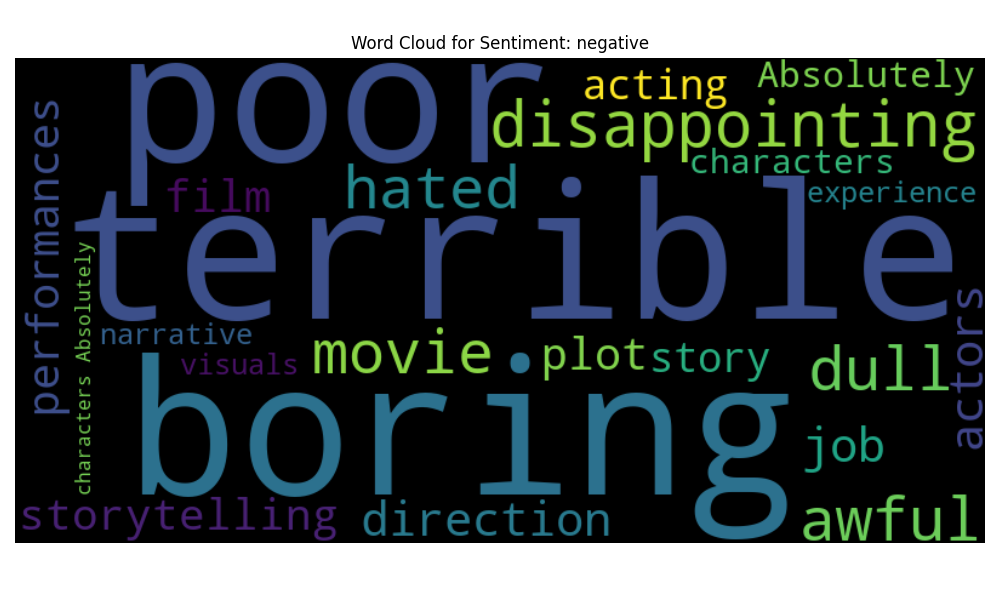 Word Cloud for Sentiment: negative
poor
acting
Absolutely
disappointing
performances
characters
film
hated
experience
terrible
characters Absolutely
narrative
visuals
movie
plot
story
dull
actors
boring
job
storytelling
direction
awful